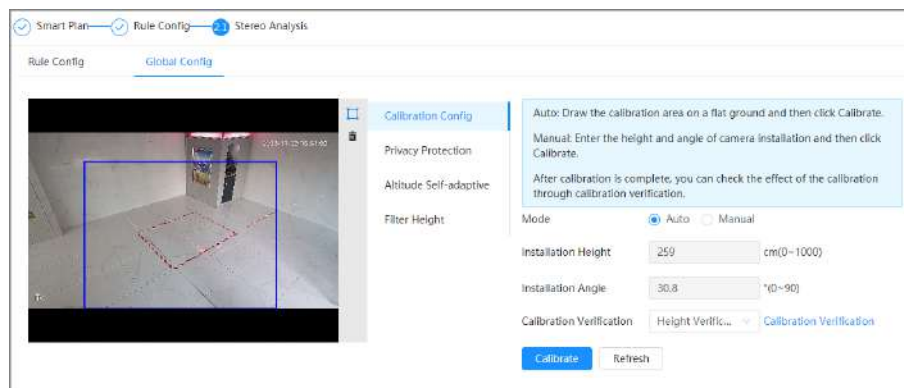 Smart Plan
Rule Config
21
Stereo Analysis
Rule Config
Global Config
Calibration Config
Privacy Protection
Altitude Self-adaptive
Filter Height
Auto: Draw the calibration area on a flat ground and then click Calibrate.
Manual: Enter the height and angle of camera installation and then click
Calibrate.
After calibration is complete, you can check the effect of the calibration
through calibration verification.
Mode
Auto
Manual
Installation Height
259
cm(0~1000)
Installation Angle
30.8
°(0~90)
Calibration Verification
Height Verific...
Calibration Verification
Calibrate
Refresh